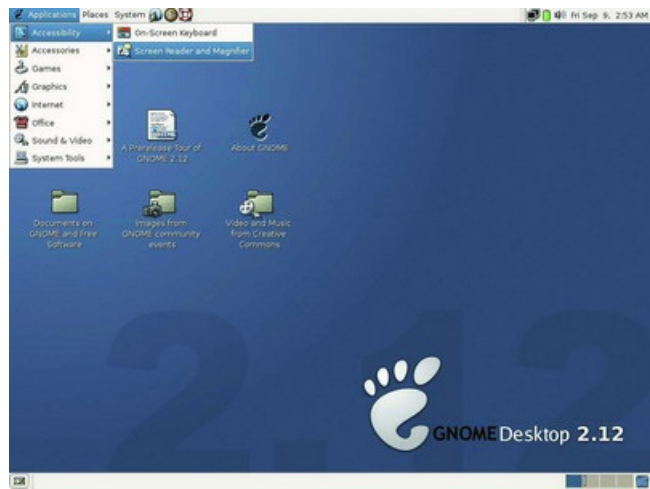 Applications Places System
Fri Sep 9, 2:53 AM
Accessibility
On-Screen Keyboard
Accessories
Screen Reader and Magnifier
Games
Graphics
Internet
Office
Sound & Video
System Tools
A Prerelease Tour of
GNOME 2.12
About GNOME
Documents on
GNOME and Free
Software
Images from
GNOME community
events
Video and Music
from Creative
Commons
2.12
GNOME Desktop 2.12